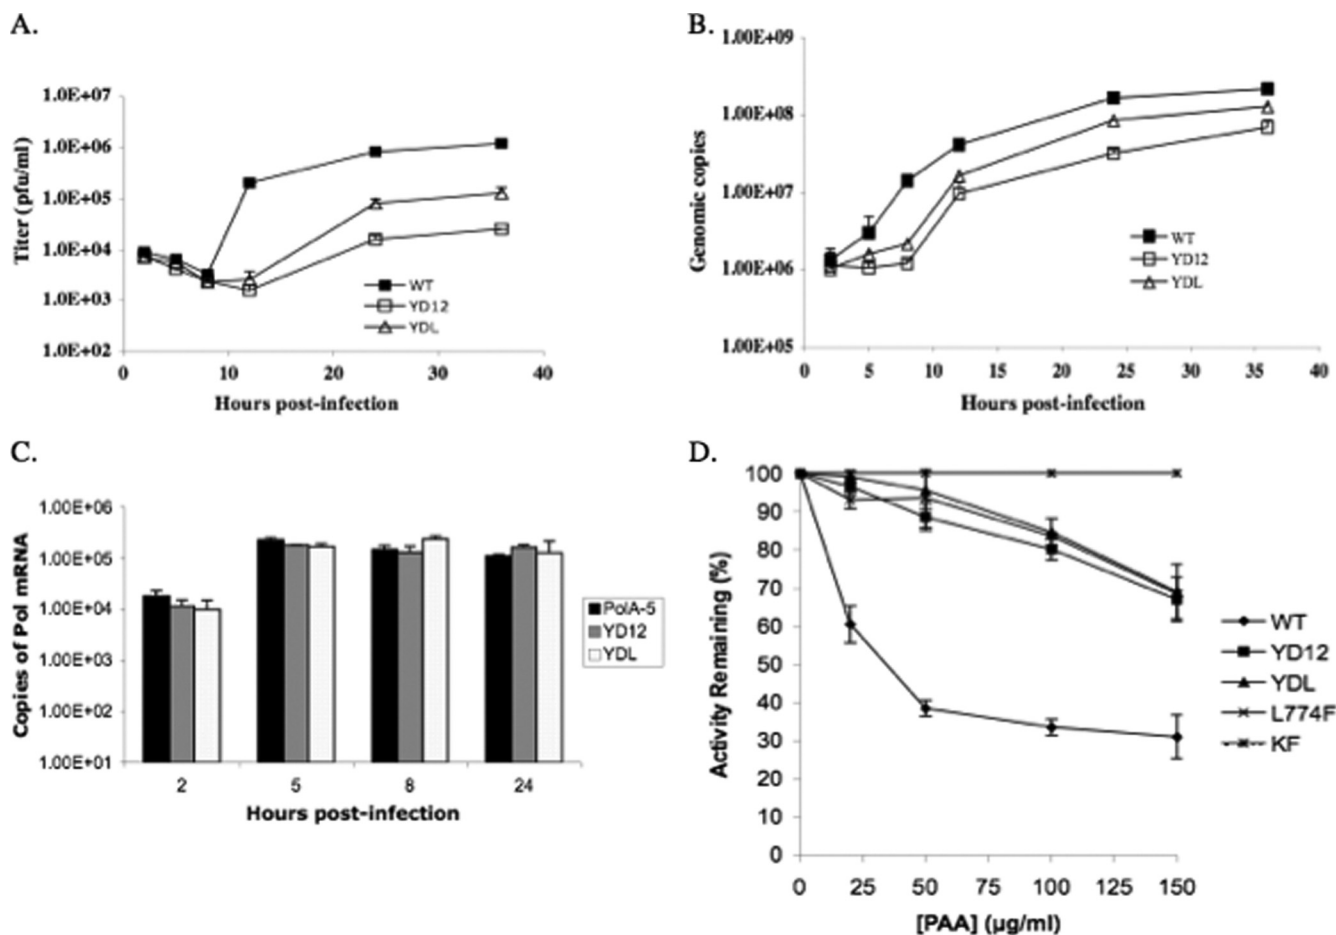 A.
1.0E+07
1.0E+06
1.0E+05
1.0E+04
1.0E+03
1.0E+02
Titer (pfu/ml)
WT
YD12
YDL
0 10 20 30 40
Hours post-infection
B.
1.00E+09
1.00E+08
1.00E+07
1.00E+06
1.00E+05
Genomic copies
WT
YD12
YDL
0 5 10 15 20 25 30 35 40
Hours post-infection
C.
1.00E+06
1.00E+05
1.00E+04
1.00E+03
1.00E+02
1.00E+01
Copies of Pol mRNA
PolA-5
YD12
YDL
2 5 8 24
Hours post-infection
D.
100
90
80
70
60
50
40
30
20
10
0
Activity Remaining (%)
WT
YD12
YDL
L774F
KF
0 25 50 75 100 125 150
[PAA] (µg/ml)